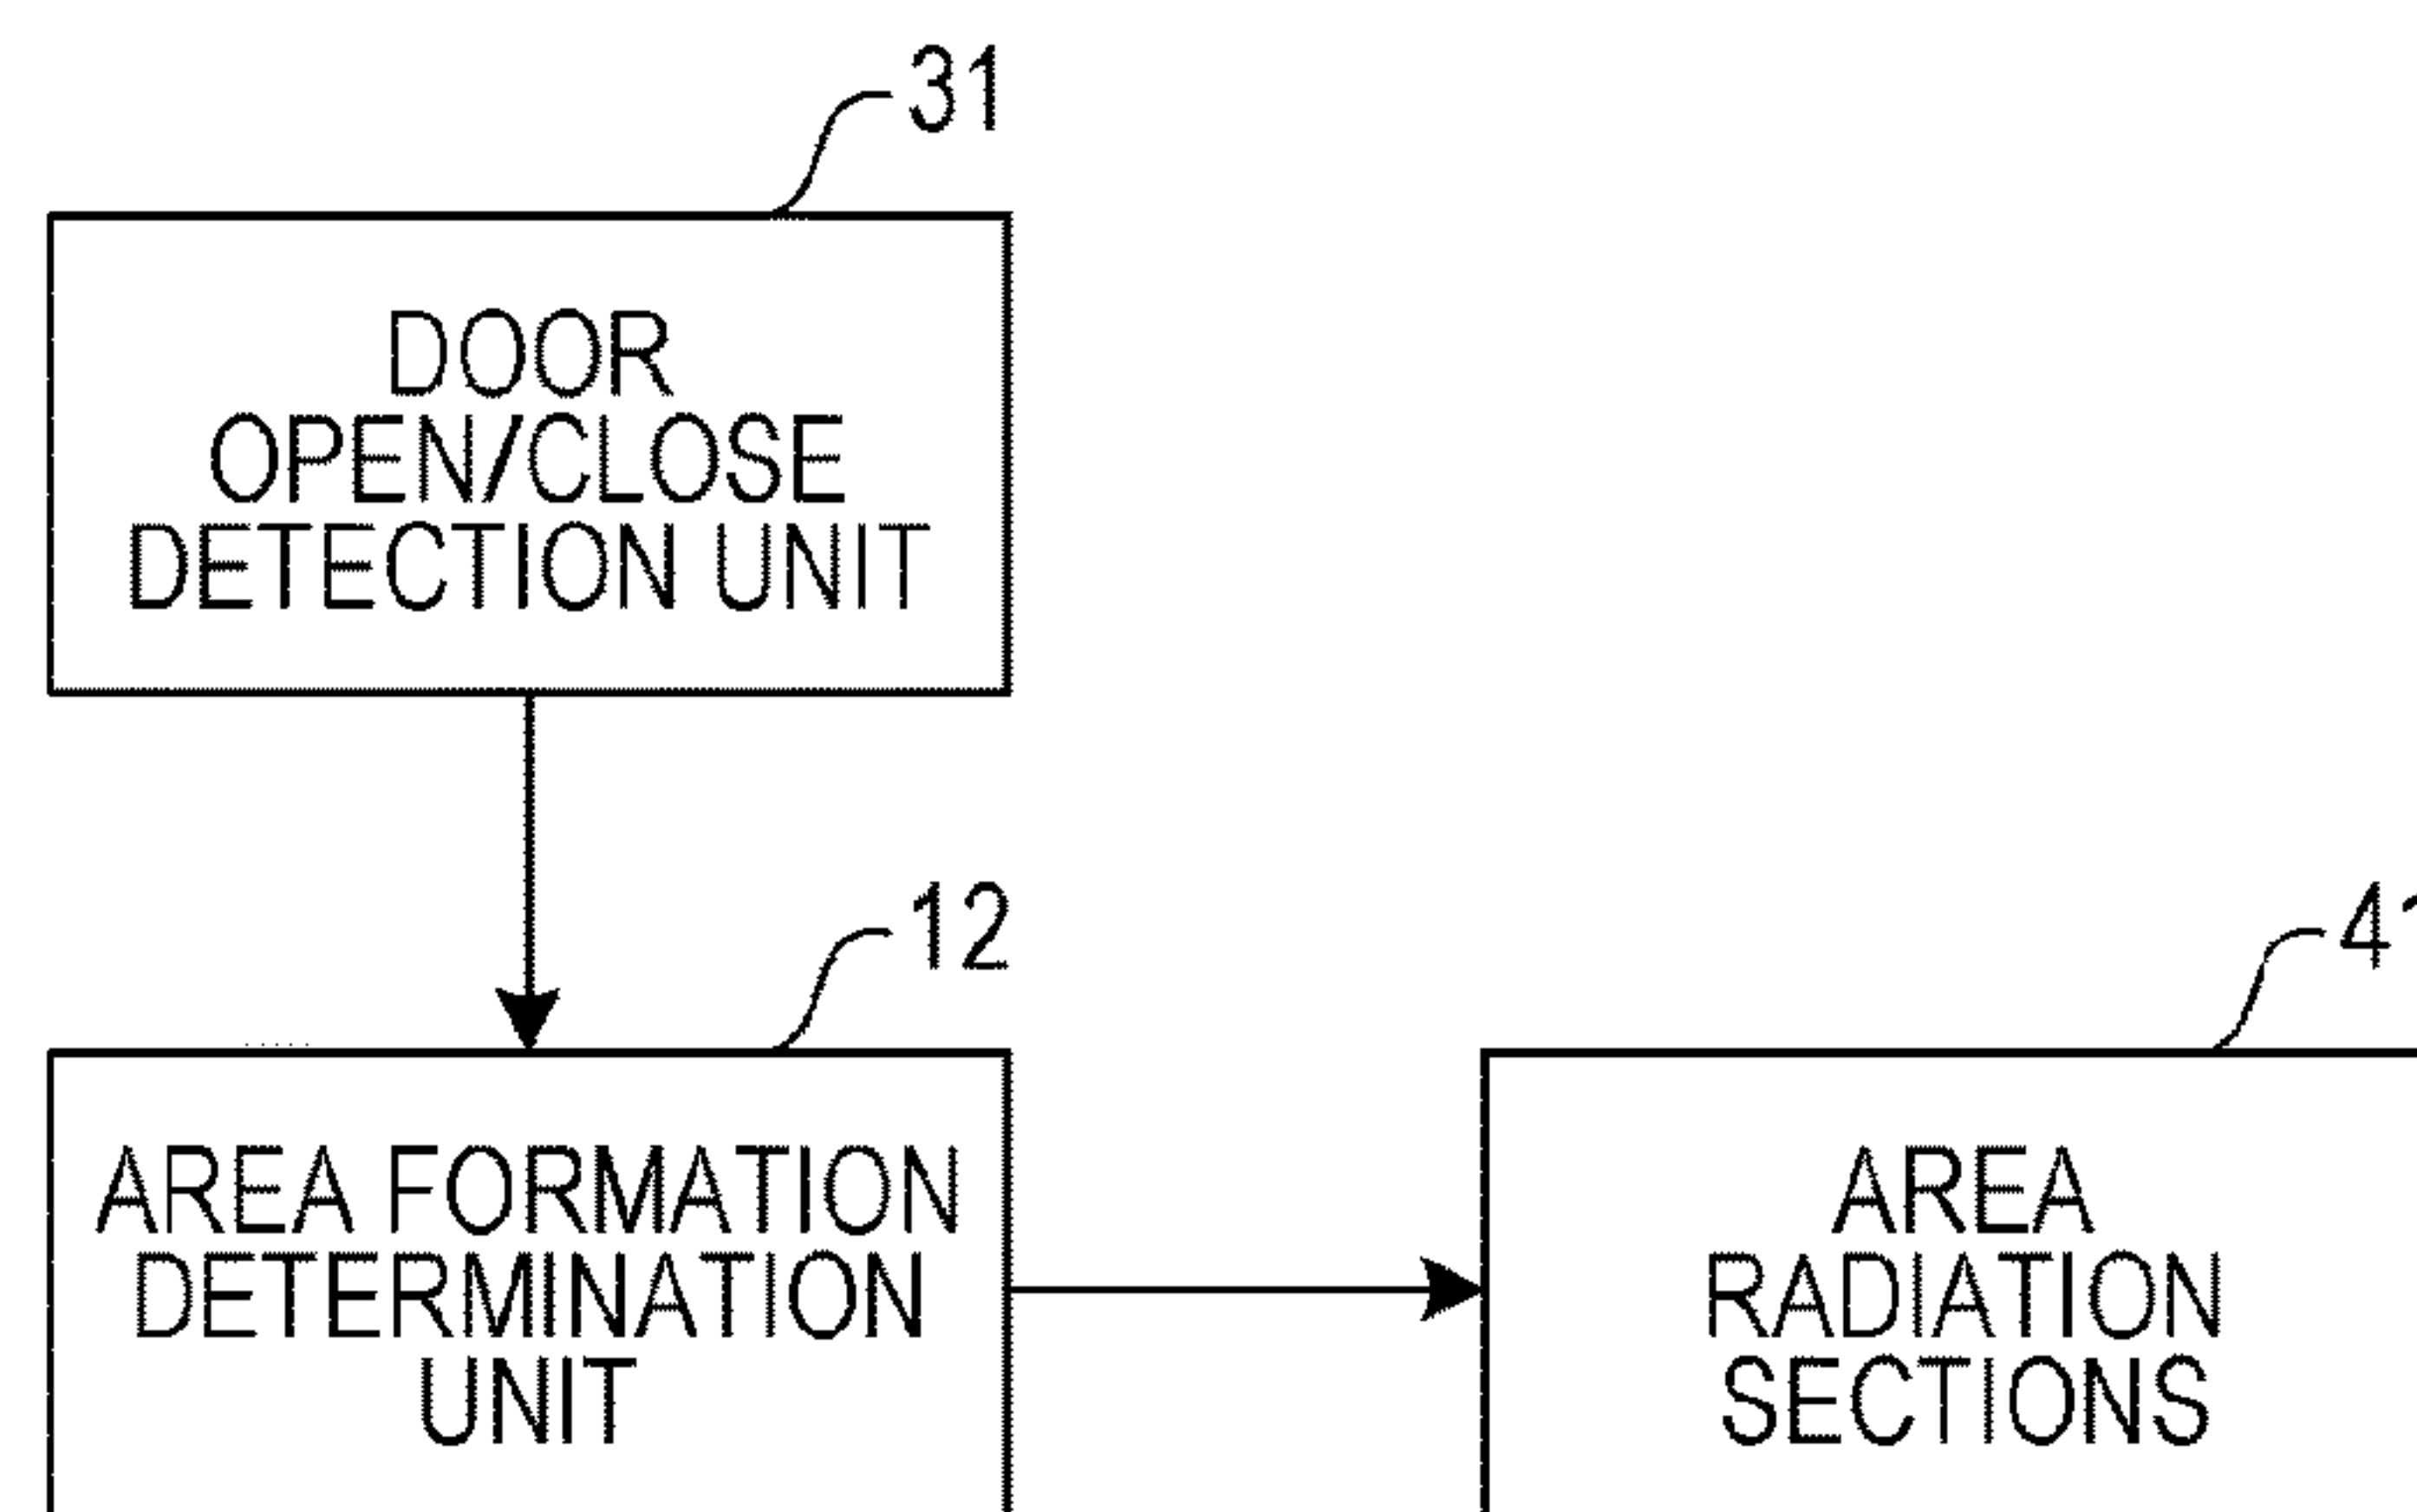 31
DOOR
OPEN/CLOSE
DETECTION UNIT
12
AREA FORMATION
DETERMINATION
UNIT
AREA
RADIATION
SECTIONS